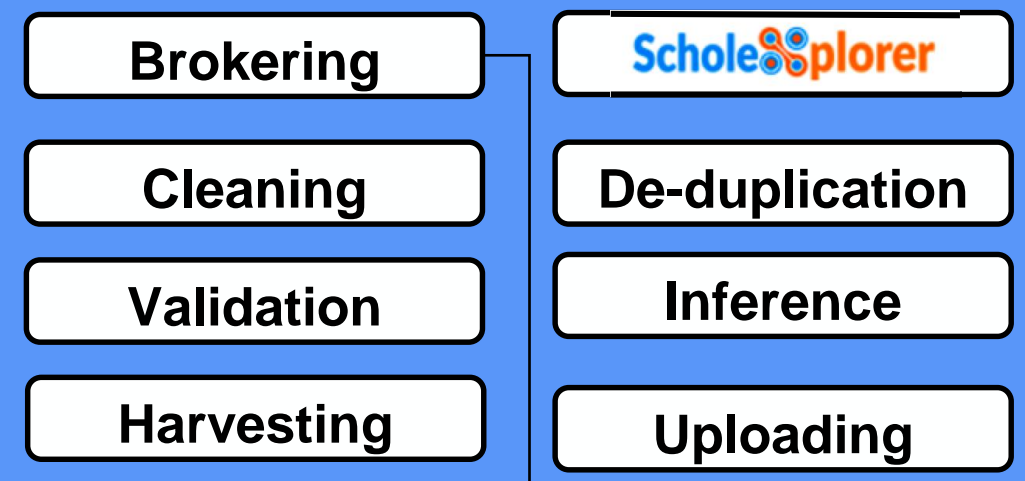 Brokering
ScholeXplorer
Cleaning
De-duplication
Validation
Inference
Harvesting
Uploading